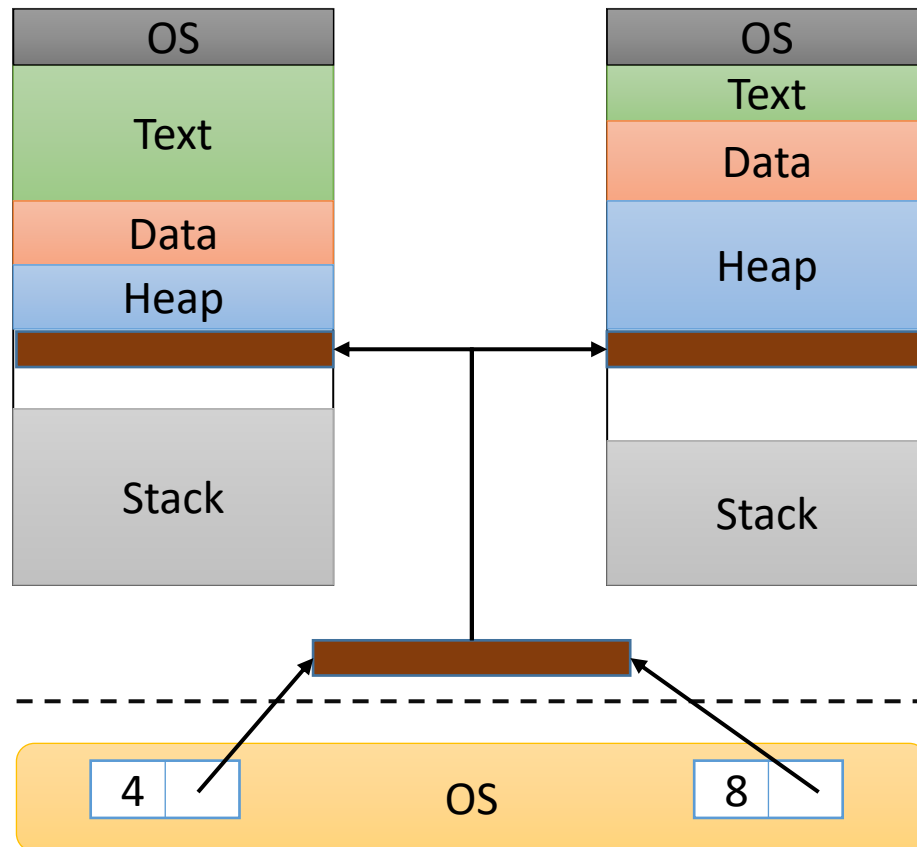 OS
Text
Data
Heap
Stack
OS
Text
Data
Heap
Stack
4
OS
8